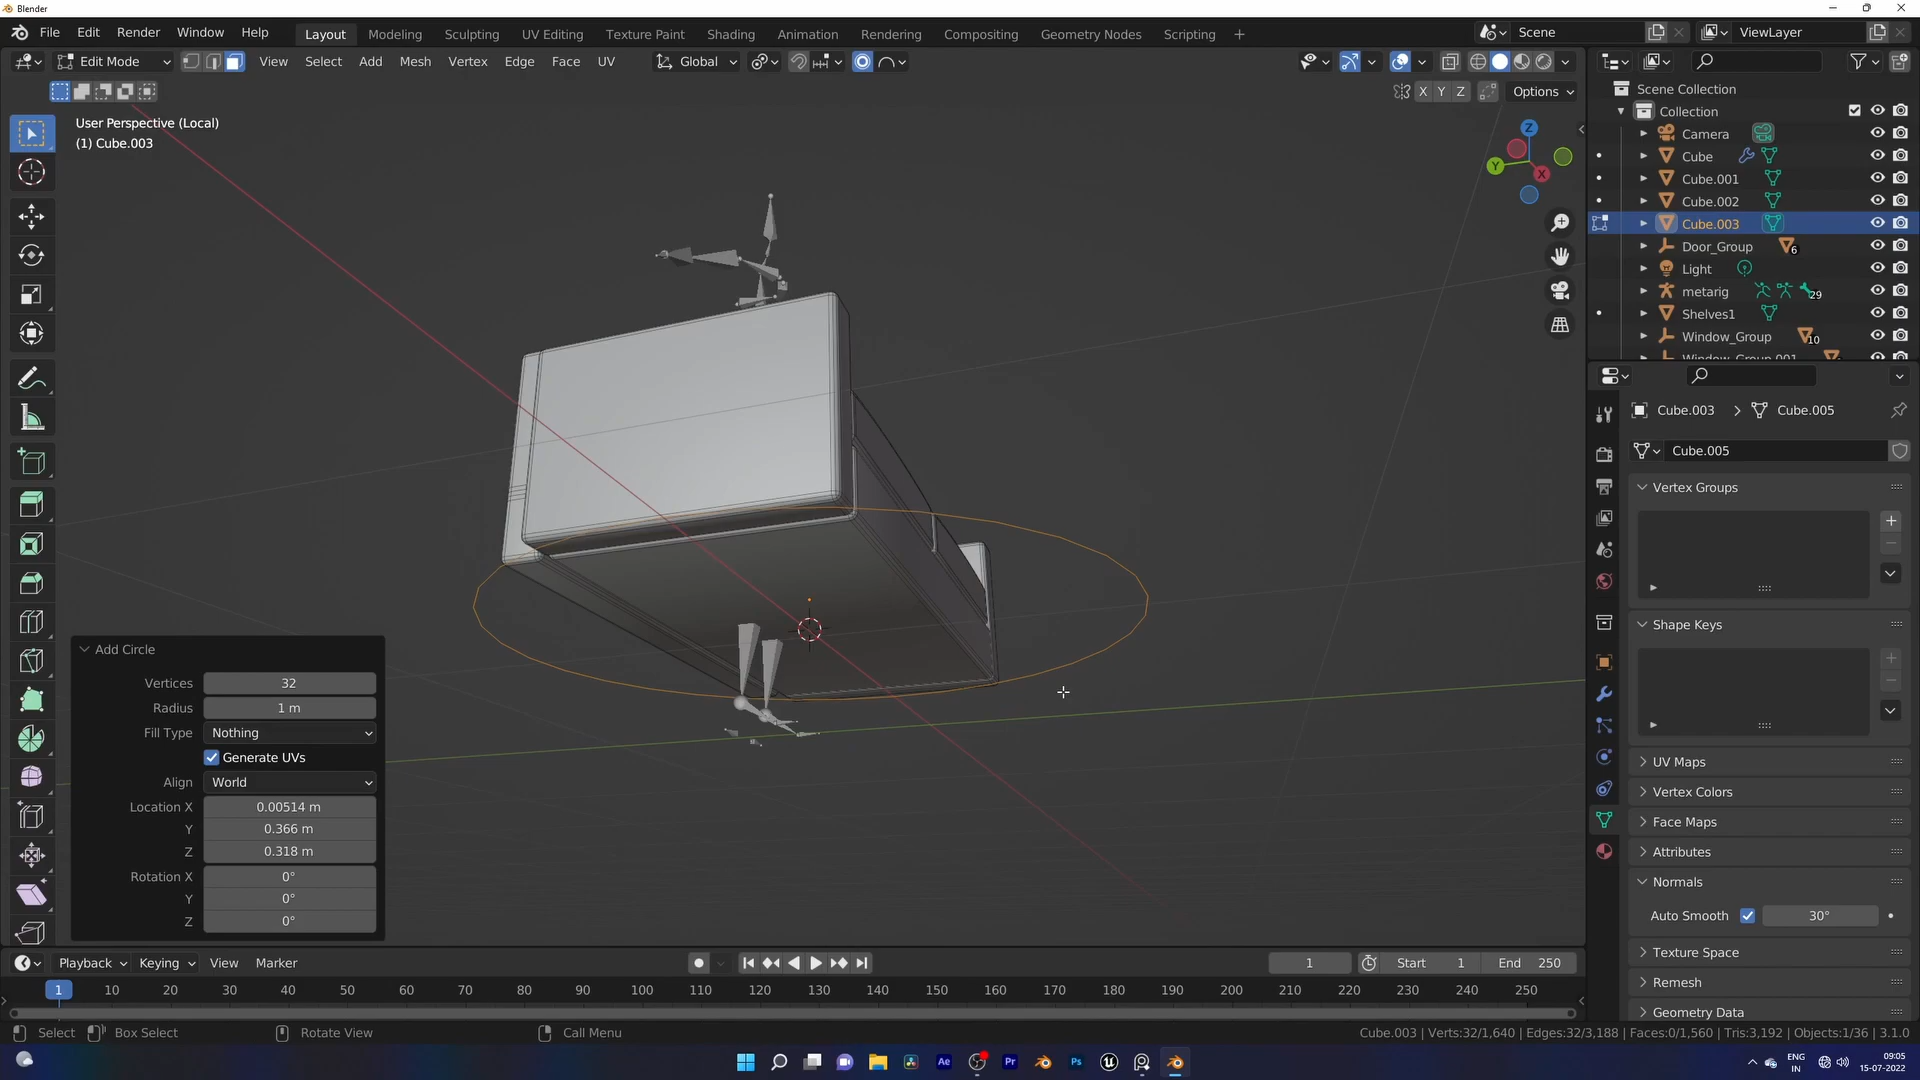 Blender
File Edit Render Window Help Layout Modeling Sculpting UV Editing Texture Paint Shading Animation Rendering Compositing Geometry Nodes Scripting + Scene ViewLayer
Edit Mode View Select Add Mesh Vertex Edge Face UV Global
X Y Z Options
User Perspective (Local)
(1) Cube.003
Z
Y
X
Scene Collection
Collection
Camera
Cube
Cube.001
Cube.002
Cube.003
Door_Group 6
Light
metarig 29
Shelves1
Window_Group 10
Window_Group.001
Cube.003 > Cube.005
Cube.005
Vertex Groups
Shape Keys
UV Maps
Vertex Colors
Face Maps
Attributes
Normals
Auto Smooth 30°
Texture Space
Remesh
Geometry Data
Add Circle
Vertices 32
Radius 1 m
Fill Type Nothing
Generate UVs
Align World
Location X 0.00514 m
Y 0.366 m
Z 0.318 m
Rotation X 0°
Y 0°
Z 0°
Playback Keying View Marker 1 Start 1 End 250
1 10 20 30 40 50 60 70 80 90 100 110 120 130 140 150 160 170 180 190 200 210 220 230 240 250
Select Box Select Rotate View Call Menu Cube.003 | Verts:32/1,640 | Edges:32/3,188 | Faces:0/1,560 | Tris:3,192 | Objects:1/36 | 3.1.0
Ae Pr Ps
ENG
IN
09:05
15-07-2022